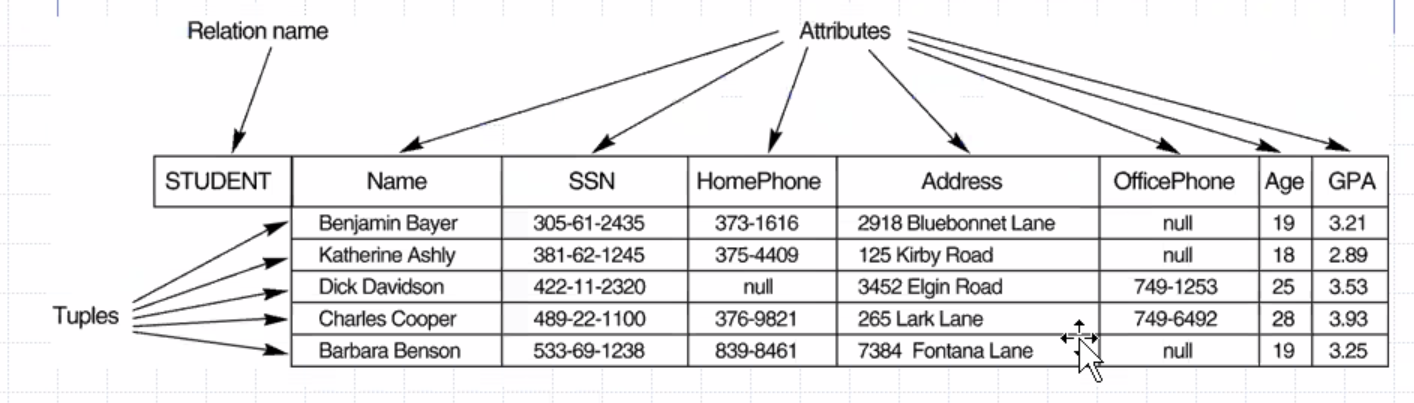 Relation name Attributes
STUDENT Name SSN HomePhone Address OfficePhone Age GPA
Benjamin Bayer 305-61-2435 373-1616 2918 Bluebonnet Lane null 19 3.21
Katherine Ashly 381-62-1245 375-4409 125 Kirby Road null 18 2.89
Dick Davidson 422-11-2320 null 3452 Elgin Road 749-1253 25 3.53
Tuples
Charles Cooper 489-22-1100 376-9821 265 Lark Lane 749-6492 28 3.93
Barbara Benson 533-69-1238 839-8461 7384 Fontana Lane null 19 3.25